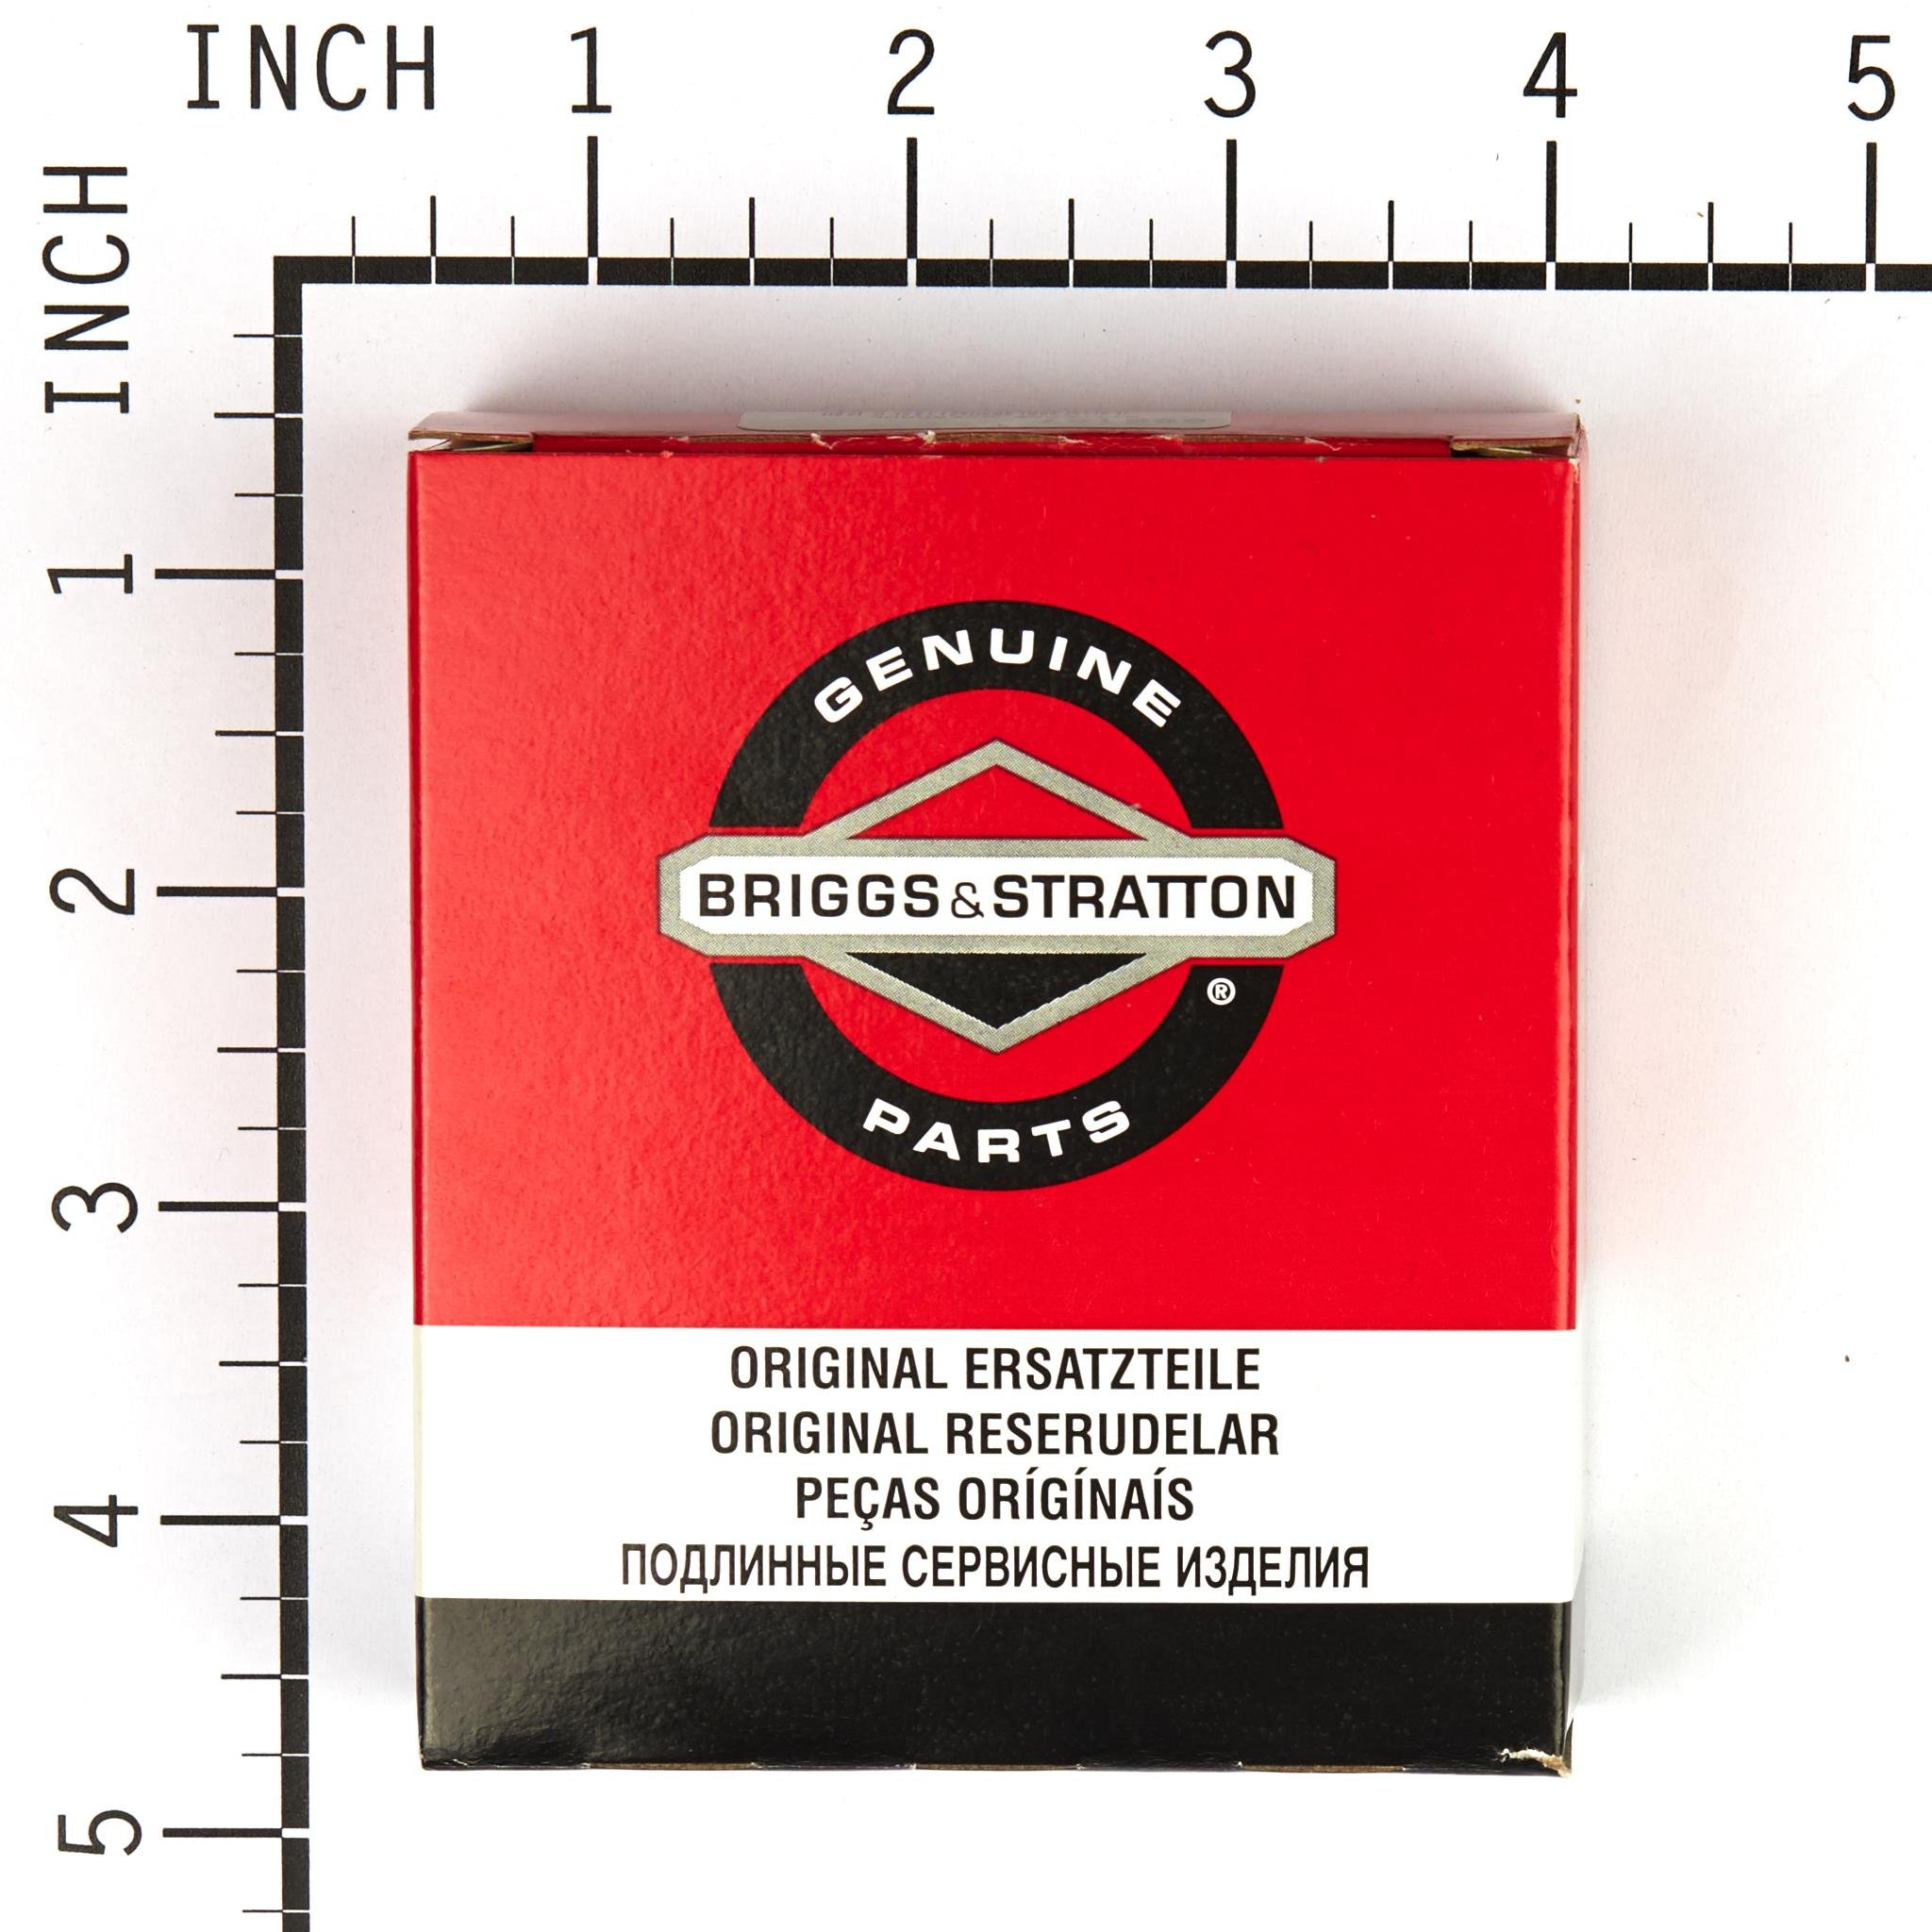 INCH 1 2 3 4 5
INCH
1
2
3
4
5
GENUINE
BRIGGS & STRATTON
®
PARTS
ORIGINAL ERSATZTEILE
ORIGINAL RESERUDELAR
PEÇAS ORÍGÍNAÍS
ПОДЛИННЫЕ СЕРВИСНЫЕ ИЗДЕЛИЯ